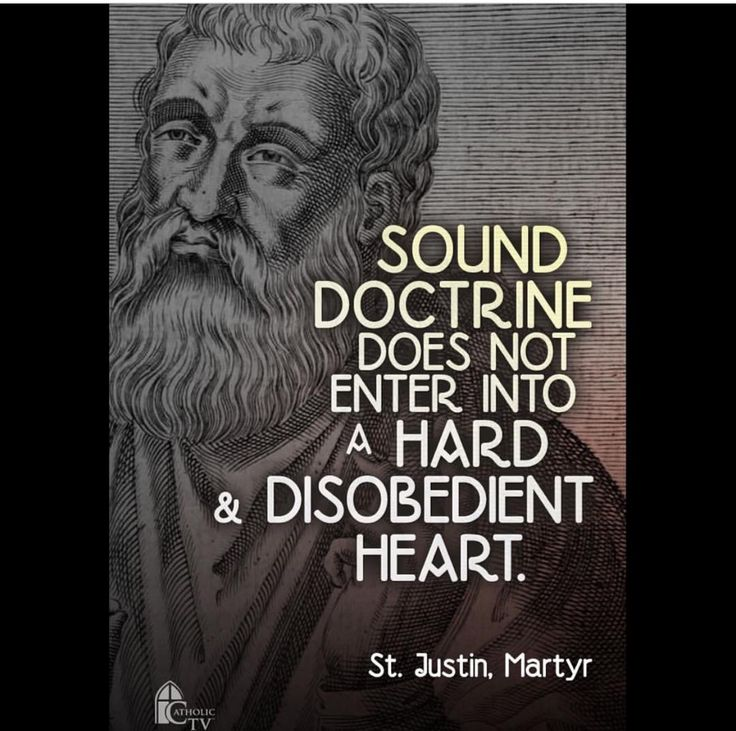 SOUND
DOCTRINE
DOES NOT
ENTER INTO
A HARD
& DISOBEDIENT
HEART.
St. Justin, Martyr
CATHOLIC
TV